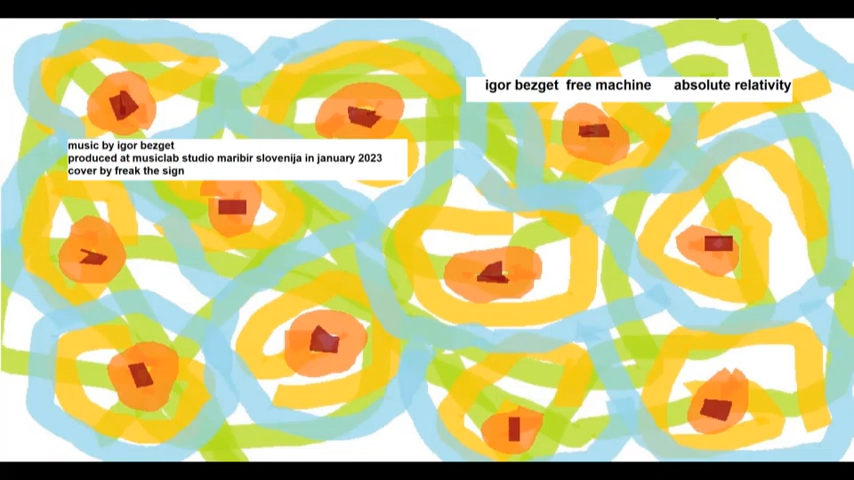 igor bezget  free machine      absolute relativity
music by igor bezget
produced at musiclab studio maribir slovenija in january 2023
cover by freak the sign